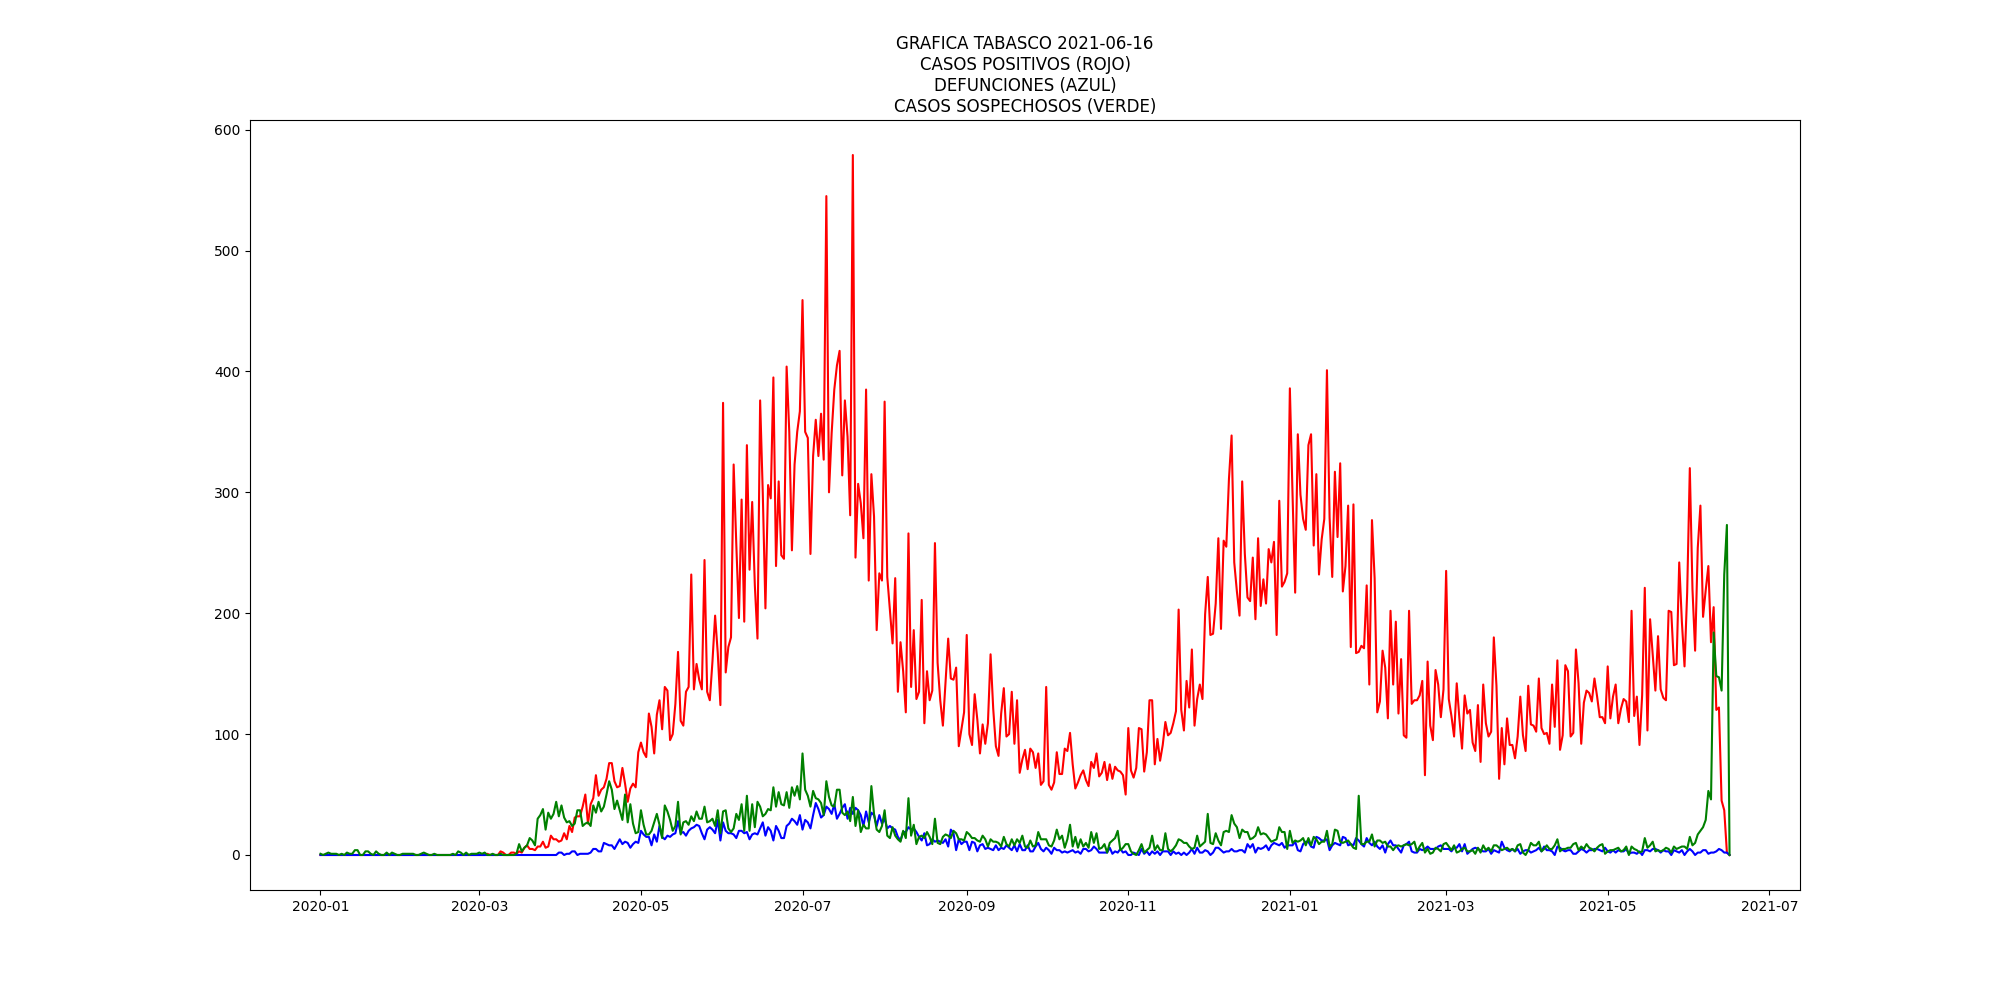 GRAFICA TABASCO 2021-06-16
CASOS POSITIVOS (ROJO)
DEFUNCIONES (AZUL)
CASOS SOSPECHOSOS (VERDE)
600
500
400
300
200
100
0
2020-01 2020-03 2020-05 2020-07 2020-09 2020-11 2021-01 2021-03 2021-05 2021-07